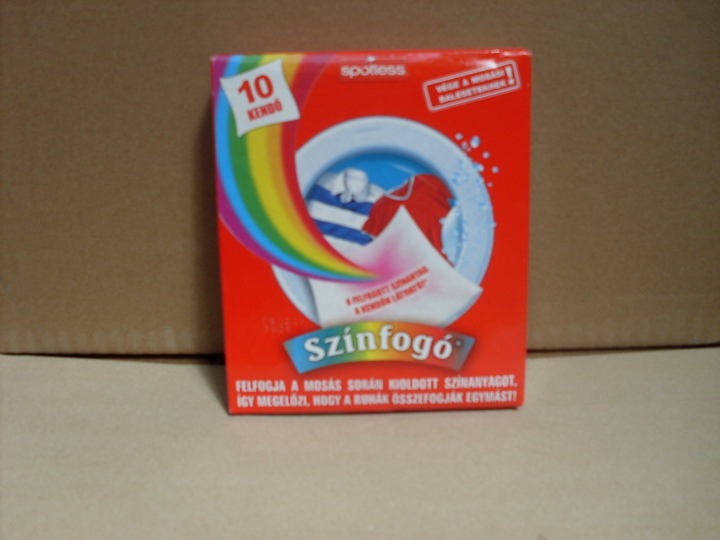 spotless
10
KENDŐ
VÉGE A MOSÁSI
BALESETEKNEK!
A FELFOGOTT SZÍNANYAG
A KENDŐN LÁTHATÓ!
Színfogó
FELFOGJA A MOSÁS SORÁN KIOLDOTT SZÍNANYAGOT,
ÍGY MEGELŐZI, HOGY A RUHÁK ÖSSZEFOGJÁK EGYMÁST!